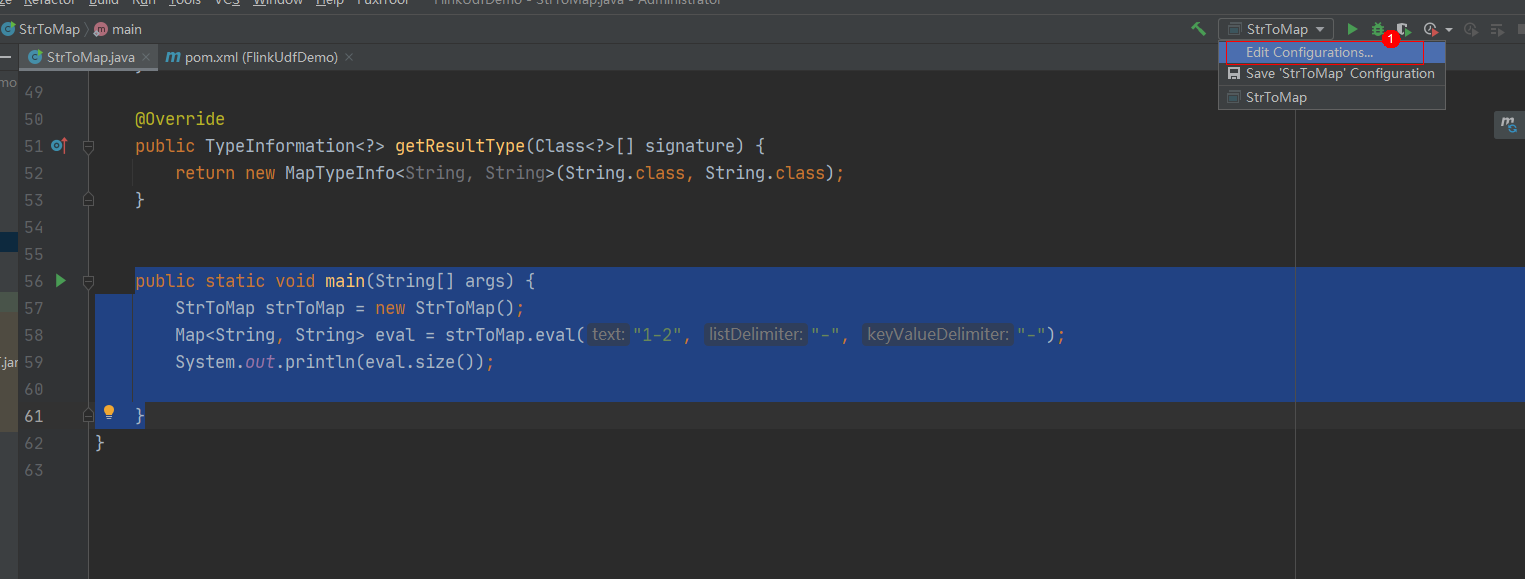 ze Refactor Build Run Tools VCS Window Help FuxiTool FlinkUdfDemo - StrToMap.java - Administrator
StrToMap main StrToMap
1
StrToMap.java pom.xml (FlinkUdfDemo) Edit Configurations...
Save 'StrToMap' Configuration
mo
49
StrToMap
50 @Override
51 public TypeInformation<?> getResultType(Class<?>[] signature) {
52 return new MapTypeInfo<String, String>(String.class, String.class);
53 }
54
55
56 public static void main(String[] args) {
57 StrToMap strToMap = new StrToMap();
58 Map<String, String> eval = strToMap.eval( text: "1-2", listDelimiter: "-", keyValueDelimiter: "-");
.jar 59 System.out.println(eval.size());
60
61 }
62 }
63